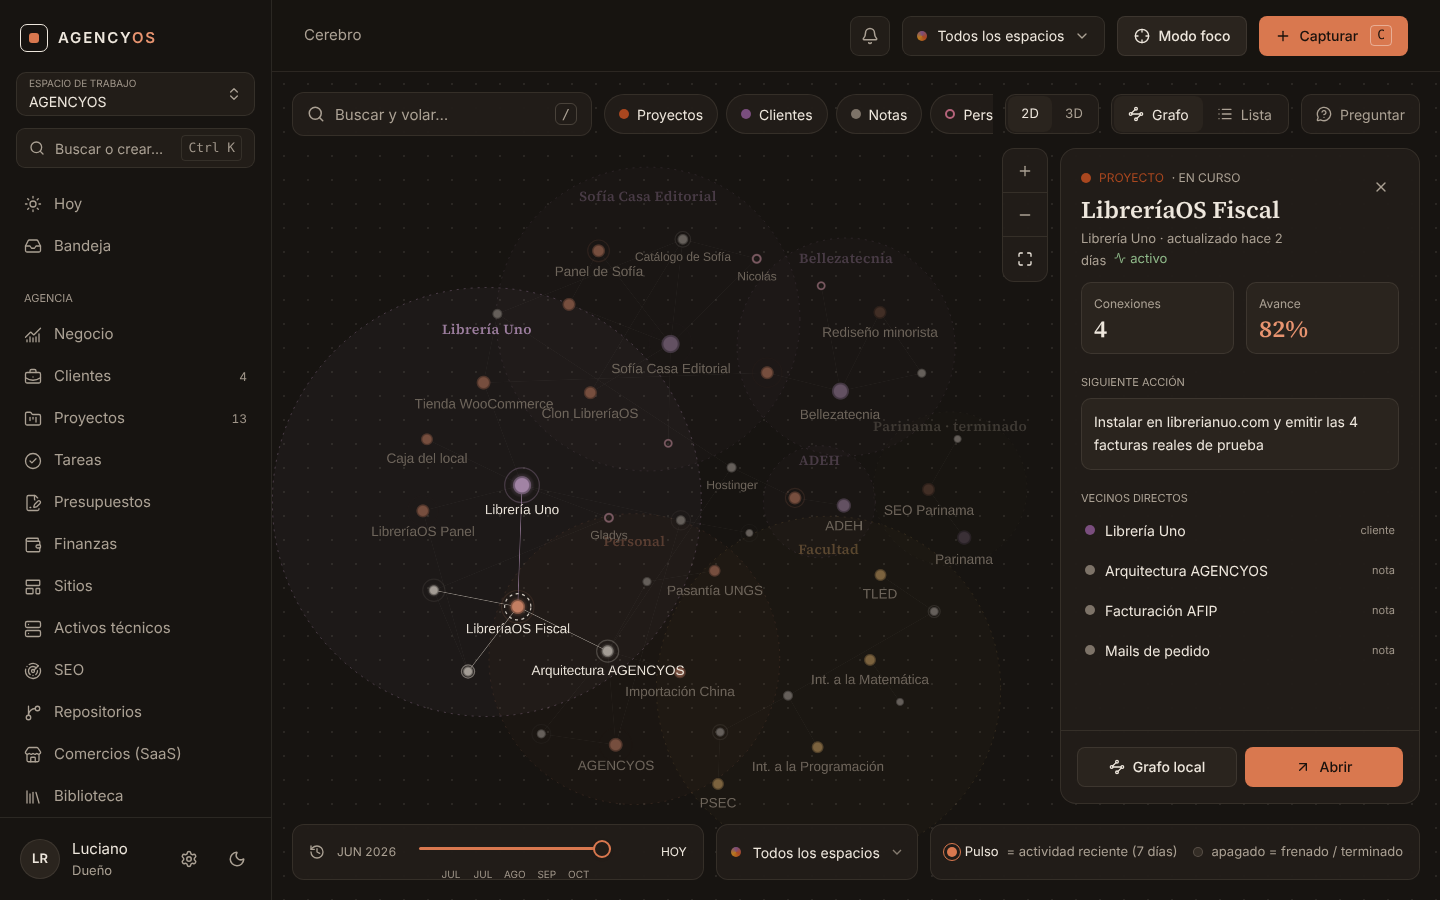 AGENCYOS
ESPACIO DE TRABAJO
AGENCYOS
Buscar o crear...
Ctrl K
Hoy
Bandeja
AGENCIA
Negocio
Clientes
4
Proyectos
13
Tareas
Presupuestos
Finanzas
Sitios
Activos técnicos
SEO
Repositorios
Comercios (SaaS)
Biblioteca
LR
Luciano
Dueño
Cerebro
Todos los espacios
Modo foco
Capturar
C
Buscar y volar...
/
Proyectos
Clientes
Notas
Pers
2D
3D
Grafo
Lista
Preguntar
Sofía Casa Editorial
Catálogo de Sofía
Panel de Sofía
Nicolás
Bellezatecnía
Librería Uno
Rediseño minorista
Sofía Casa Editorial
Tienda WooCommerce
Clon LibreríaOS
Bellezatecnia
Parinama · terminado
Caja del local
ADEH
Hostinger
Librería Uno
SEO Parinama
LibreríaOS Panel
Gladys
Personal
ADEH
Facultad
Parinama
Pasantía UNGS
TLED
LibreríaOS Fiscal
Arquitectura AGENCYOS
Importación China
Int. a la Matemática
AGENCYOS
Int. a la Programación
PSEC
PROYECTO · EN CURSO
LibreríaOS Fiscal
Librería Uno · actualizado hace 2
días activo
Conexiones
4
Avance
82%
SIGUIENTE ACCIÓN
Instalar en librerianuo.com y emitir las 4
facturas reales de prueba
VECINOS DIRECTOS
Librería Uno
cliente
Arquitectura AGENCYOS
nota
Facturación AFIP
nota
Mails de pedido
nota
Grafo local
Abrir
JUN 2026
HOY
JUL JUL AGO SEP OCT
Todos los espacios
Pulso = actividad reciente (7 días)
apagado = frenado / terminado